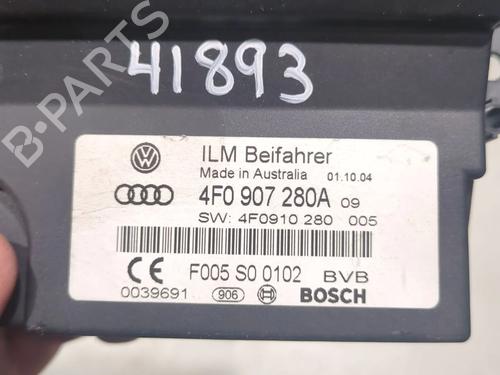 B-PARTS
41893
ILM Beifahrer
Made in Australia 01.10.04
4F0 907 280A 09
SW: 4F0910 280 005
CE F005 S0 0102 BVB
0039691 906 BOSCH